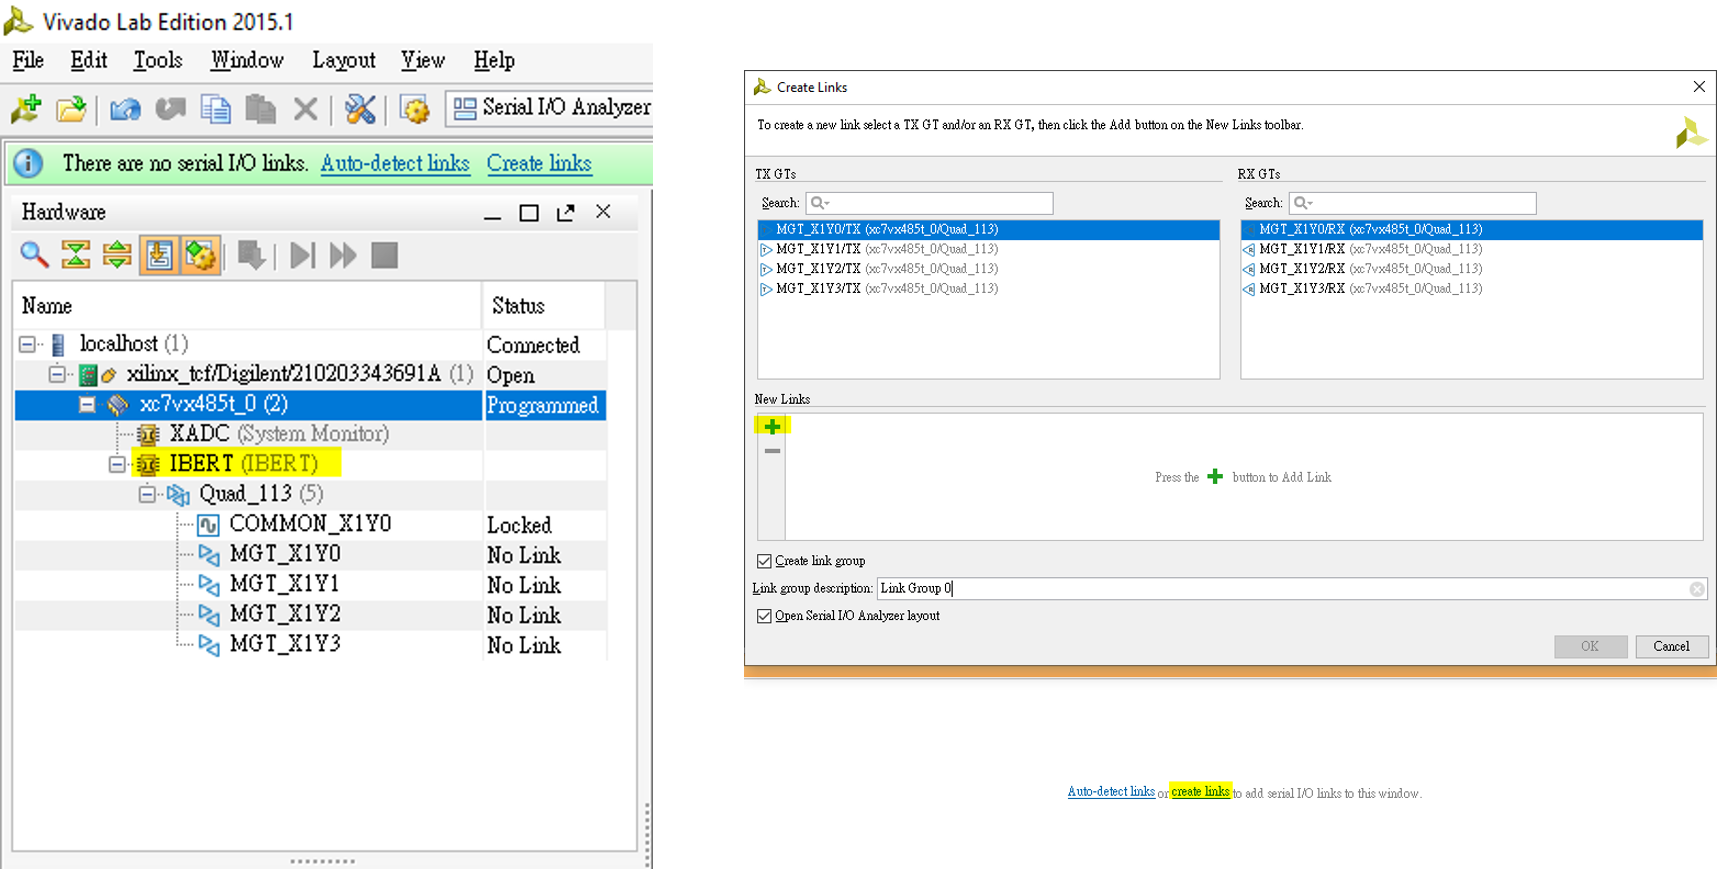 Vivado Lab Edition 2015.1
File Edit Tools Window Layout View Help
Serial I/O Analyzer
There are no serial I/O links. Auto-detect links Create links
Hardware
Name Status
localhost (1) Connected
xilinx_tcf/Digilent/210203343691A (1) Open
xc7vx485t_0 (2) Programmed
XADC (System Monitor)
IBERT (IBERT)
Quad_113 (5)
COMMON_X1Y0 Locked
MGT_X1Y0 No Link
MGT_X1Y1 No Link
MGT_X1Y2 No Link
MGT_X1Y3 No Link
Create Links
To create a new link select a TX GT and/or an RX GT, then click the Add button on the New Links toolbar.
TX GTs
Search:
MGT_X1Y0/TX (xc7vx485t_0/Quad_113)
MGT_X1Y1/TX (xc7vx485t_0/Quad_113)
MGT_X1Y2/TX (xc7vx485t_0/Quad_113)
MGT_X1Y3/TX (xc7vx485t_0/Quad_113)
RX GTs
Search:
MGT_X1Y0/RX (xc7vx485t_0/Quad_113)
MGT_X1Y1/RX (xc7vx485t_0/Quad_113)
MGT_X1Y2/RX (xc7vx485t_0/Quad_113)
MGT_X1Y3/RX (xc7vx485t_0/Quad_113)
New Links
Press the + button to Add Link
Create link group
Link group description: Link Group 0
Open Serial I/O Analyzer layout
OK Cancel
Auto-detect links or create links to add serial I/O links to this window.